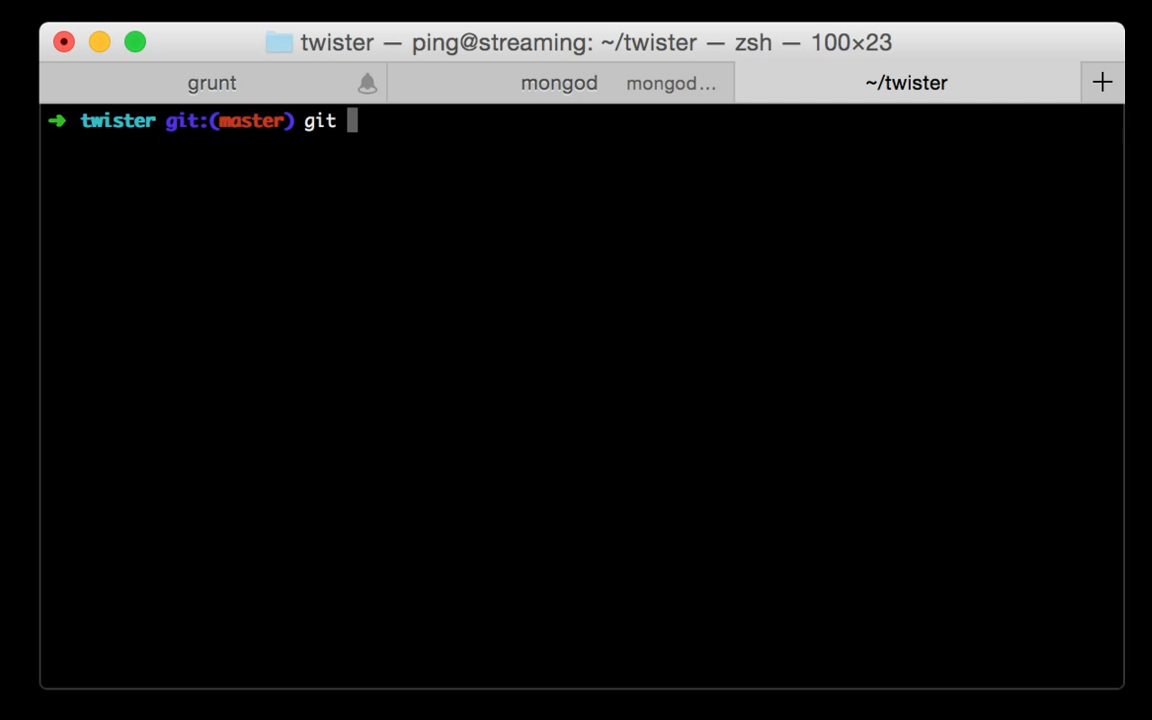 twister — ping@streaming: ~/twister — zsh — 100×23
grunt mongod mongod... ~/twister +
➜ twister git:(master) git